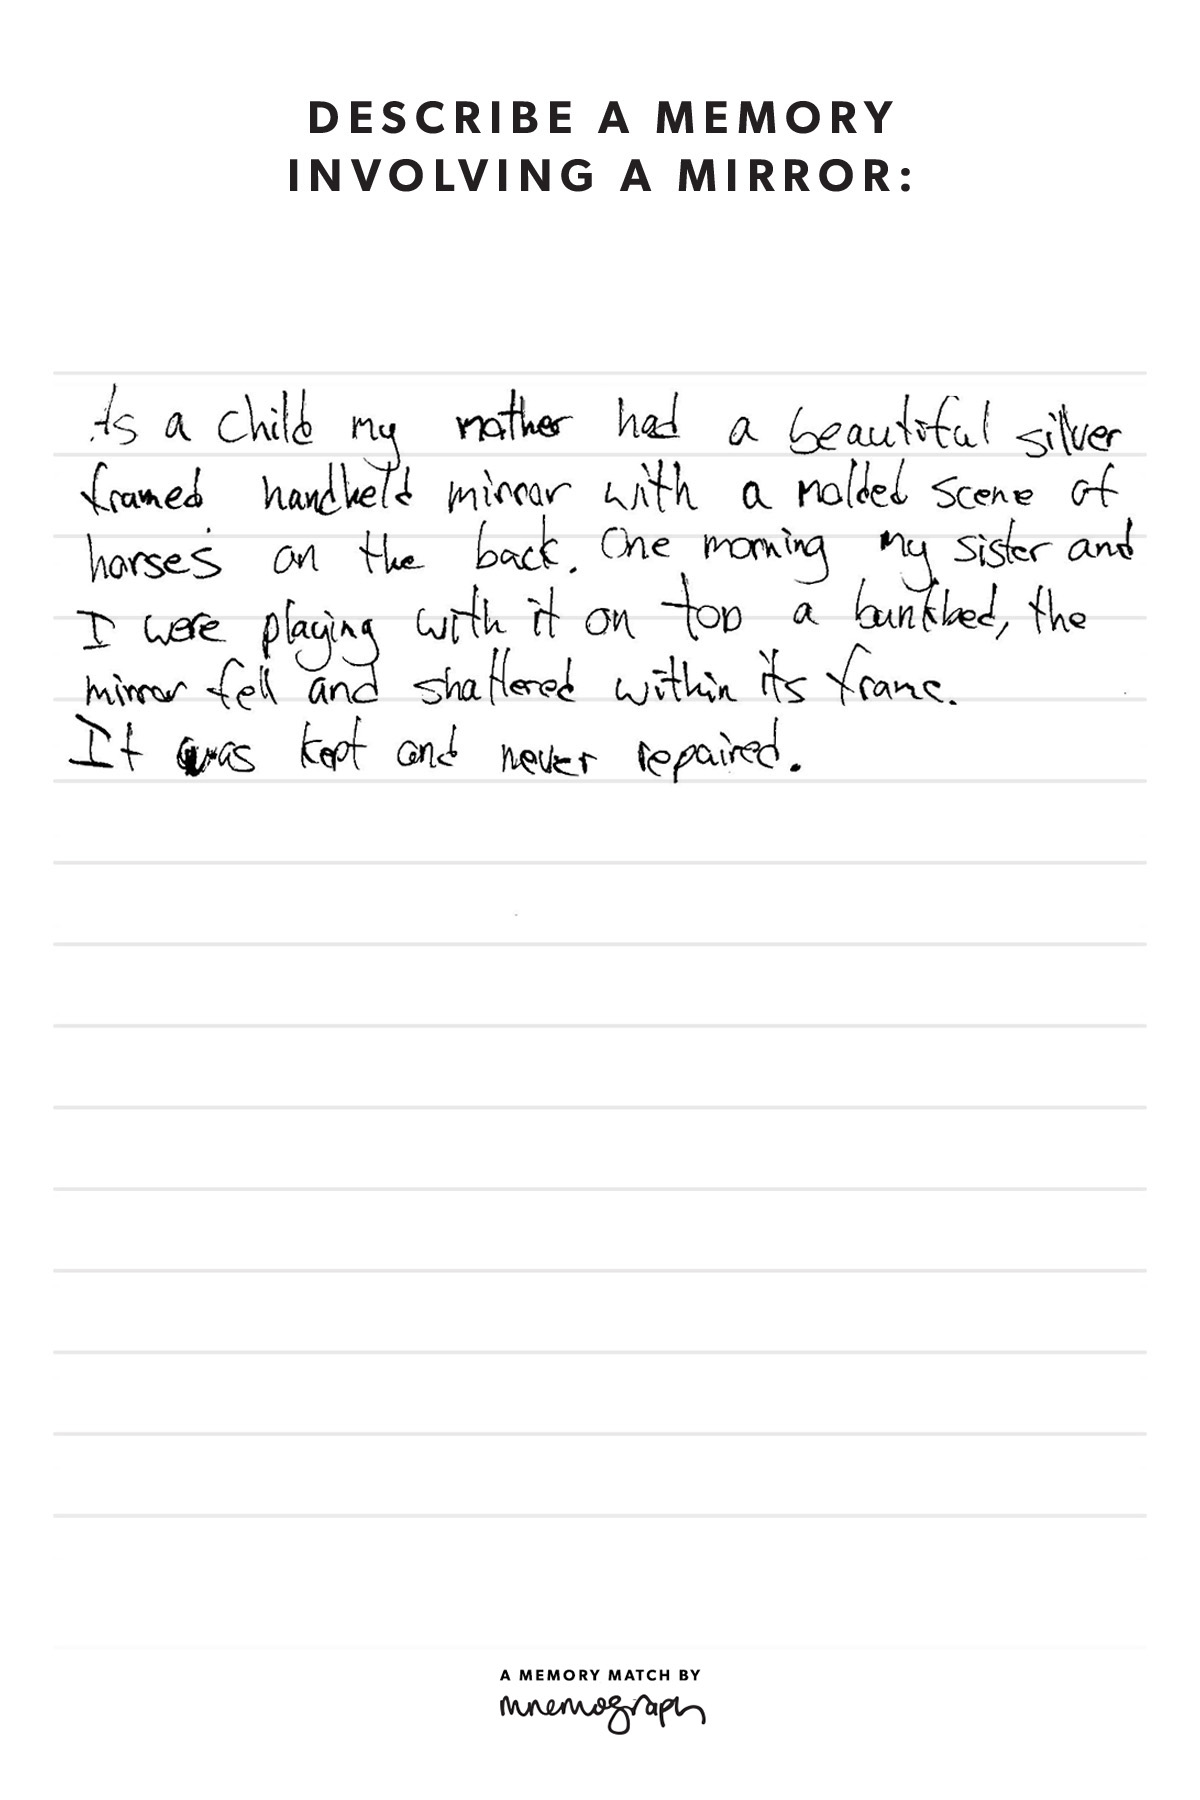 DESCRIBE A MEMORY
INVOLVING A MIRROR:
As a child my mother had a beautiful silver
framed handheld mirror with a molded scene of
horse's on the back. One morning my sister and
I were playing with it on top a bunkbed, the
mirror fell and shattered within its frame.
It was kept and never repaired.
A MEMORY MATCH BY
mnemograph